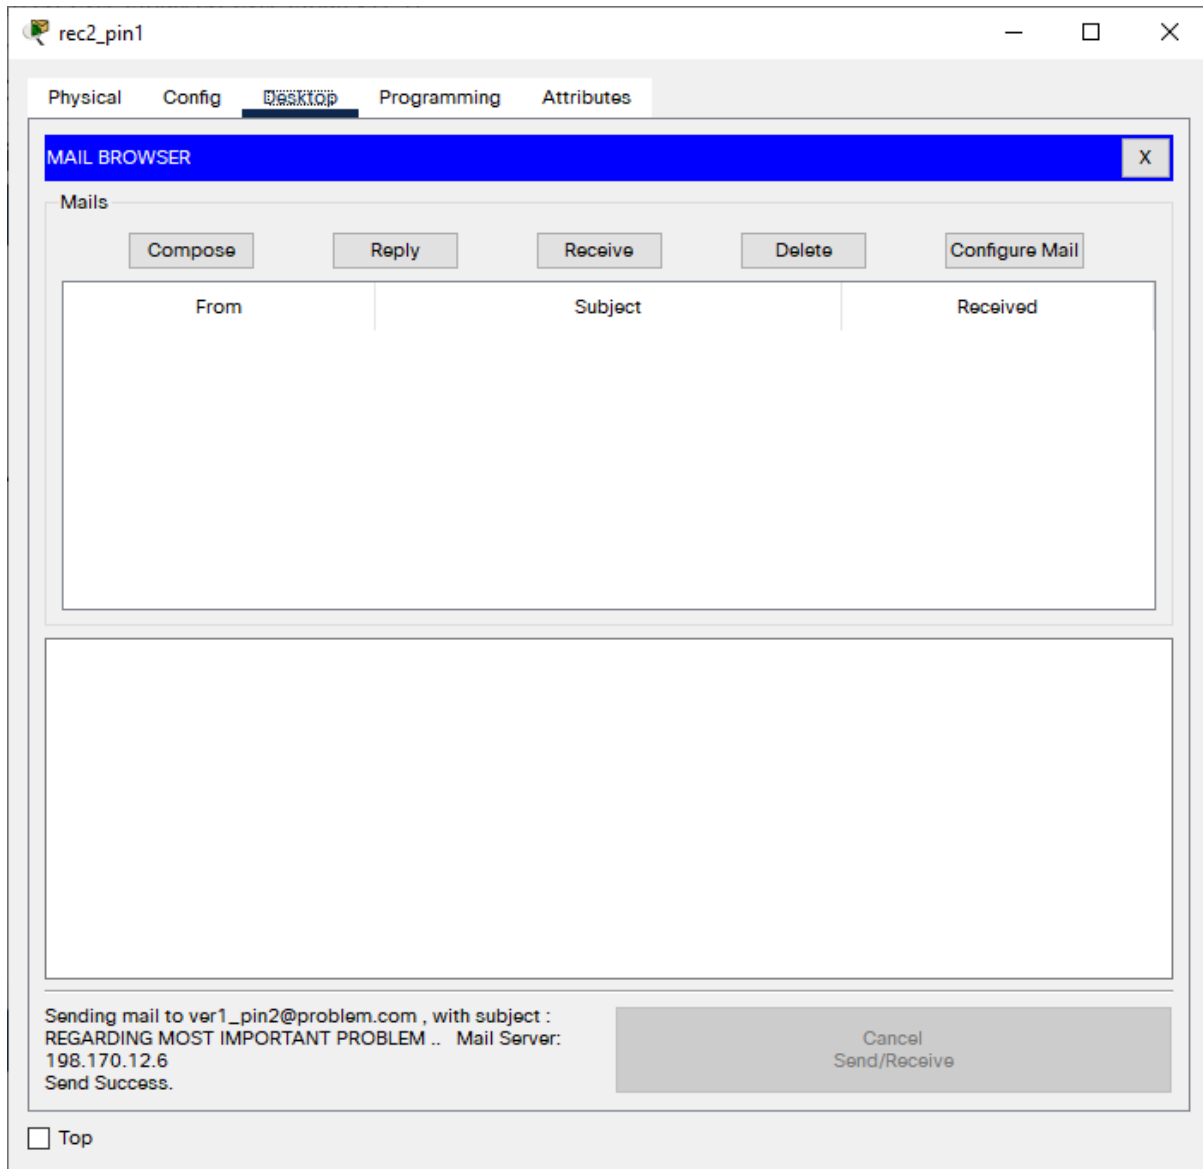 rec2_pin1
Physical Config Desktop Programming Attributes
MAIL BROWSER X
Mails
Compose Reply Receive Delete Configure Mail
From Subject Received
Sending mail to ver1_pin2@problem.com , with subject :
REGARDING MOST IMPORTANT PROBLEM .. Mail Server:
198.170.12.6
Send Success.
Cancel
Send/Receive
Top